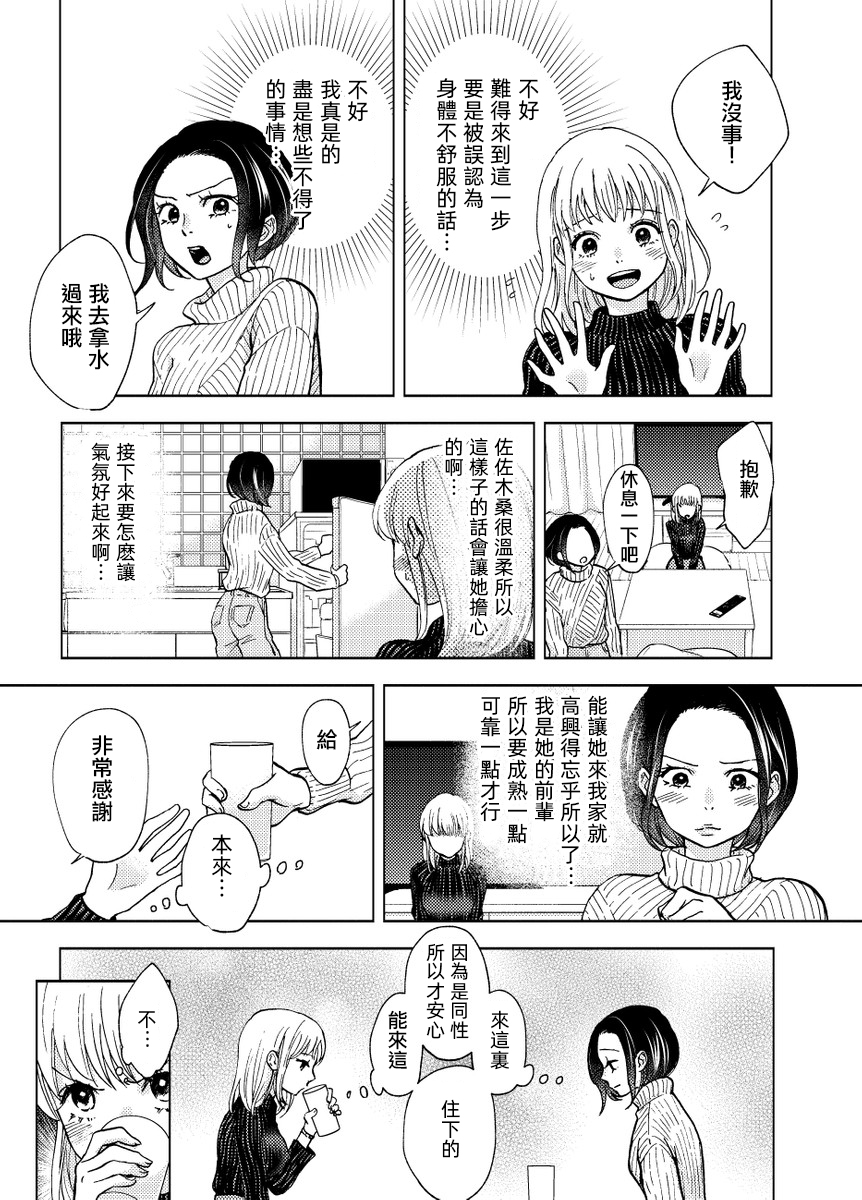 我沒事!
不好
難得來到這一步
要是被誤認為
身體不舒服的話…
不好
我真是的
盡是想些不得了
的事情…
我去拿水
過來哦
抱歉
休息一下吧
佐佐木桑很溫柔所以
這樣子的話會讓她擔心
的啊…
接下來要怎麼讓
氣氛好起來啊…
能讓她來我家就
高興得忘乎所以了…
我是她的前輩
所以要成熟一點
可靠一點才行
給
非常感謝
本來…
來這裏
因為是同性
所以才安心
能來這
住下的
不…